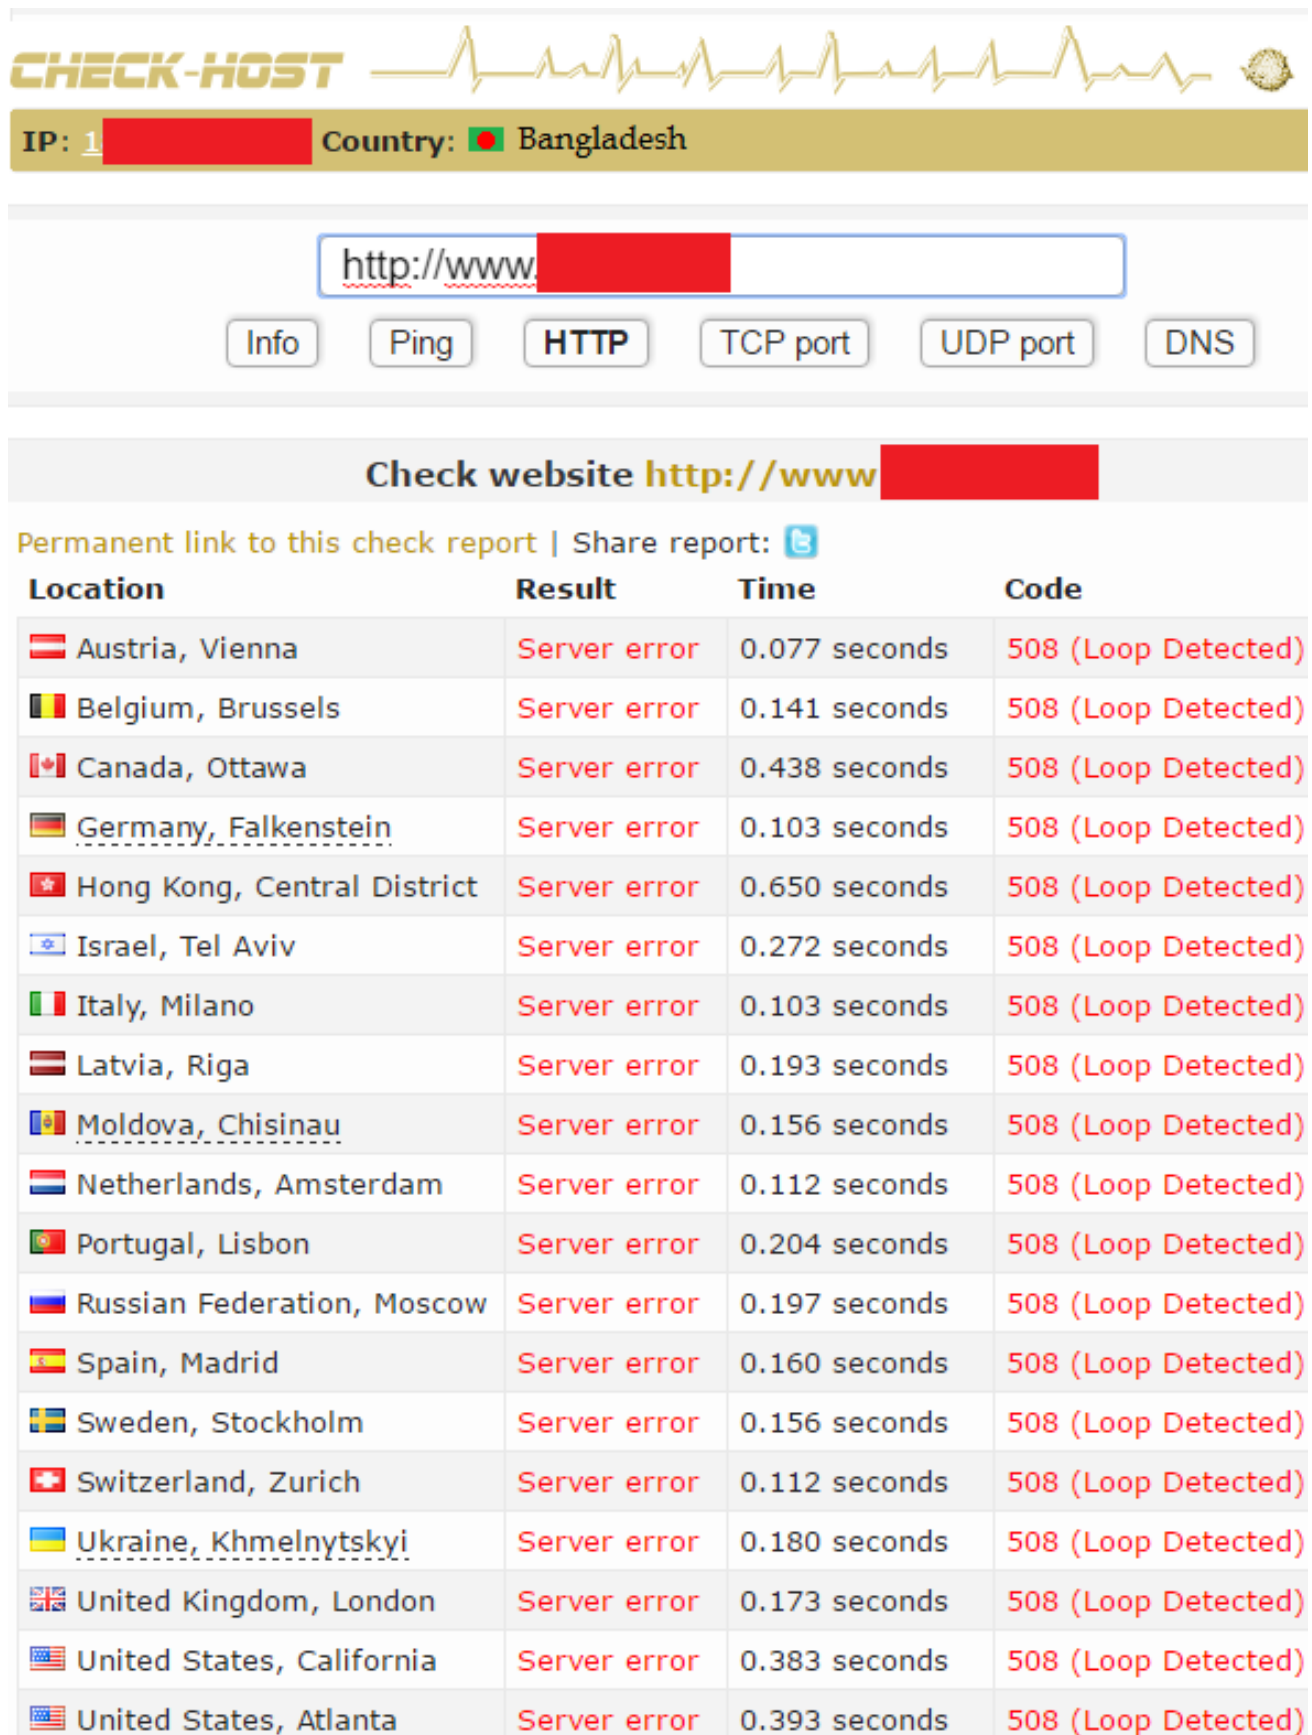 CHECK-HOST
IP: 1 Country: Bangladesh
http://www.
Info Ping HTTP TCP port UDP port DNS
Check website http://www
Permanent link to this check report | Share report:
Location Result Time Code
Austria, Vienna Server error 0.077 seconds 508 (Loop Detected)
Belgium, Brussels Server error 0.141 seconds 508 (Loop Detected)
Canada, Ottawa Server error 0.438 seconds 508 (Loop Detected)
Germany, Falkenstein Server error 0.103 seconds 508 (Loop Detected)
Hong Kong, Central District Server error 0.650 seconds 508 (Loop Detected)
Israel, Tel Aviv Server error 0.272 seconds 508 (Loop Detected)
Italy, Milano Server error 0.103 seconds 508 (Loop Detected)
Latvia, Riga Server error 0.193 seconds 508 (Loop Detected)
Moldova, Chisinau Server error 0.156 seconds 508 (Loop Detected)
Netherlands, Amsterdam Server error 0.112 seconds 508 (Loop Detected)
Portugal, Lisbon Server error 0.204 seconds 508 (Loop Detected)
Russian Federation, Moscow Server error 0.197 seconds 508 (Loop Detected)
Spain, Madrid Server error 0.160 seconds 508 (Loop Detected)
Sweden, Stockholm Server error 0.156 seconds 508 (Loop Detected)
Switzerland, Zurich Server error 0.112 seconds 508 (Loop Detected)
Ukraine, Khmelnytskyi Server error 0.180 seconds 508 (Loop Detected)
United Kingdom, London Server error 0.173 seconds 508 (Loop Detected)
United States, California Server error 0.383 seconds 508 (Loop Detected)
United States, Atlanta Server error 0.393 seconds 508 (Loop Detected)